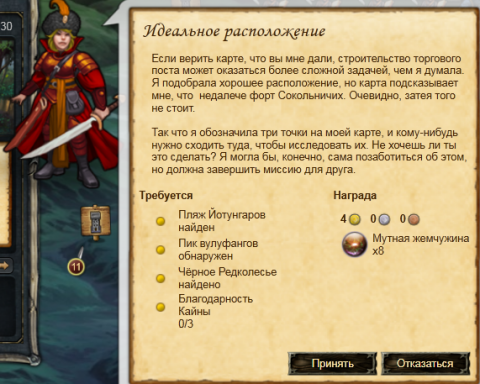 30
Идеальное расположение
Если верить карте, что вы мне дали, строительство торгового
поста может оказаться более сложной задачей, чем я думала.
Я подобрала хорошее расположение, но карта подсказывает
мне, что недалече форт Сокольничих. Очевидно, затея того
не стоит.
Так что я обозначила три точки на моей карте, и кому-нибудь
нужно сходить туда, чтобы исследовать их. Не хочешь ли ты
это сделать? Я могла бы, конечно, сама позаботиться об этом,
но должна завершить миссию для друга.
Требуется
Награда
Пляж Йотунгаров
найден
4 0 0
Пик вулуфангов
обнаружен
Мутная жемчужина
x8
Чёрное Редколесье
найдено
Благодарность
Кайны
0/3
11
Принять
Отказаться